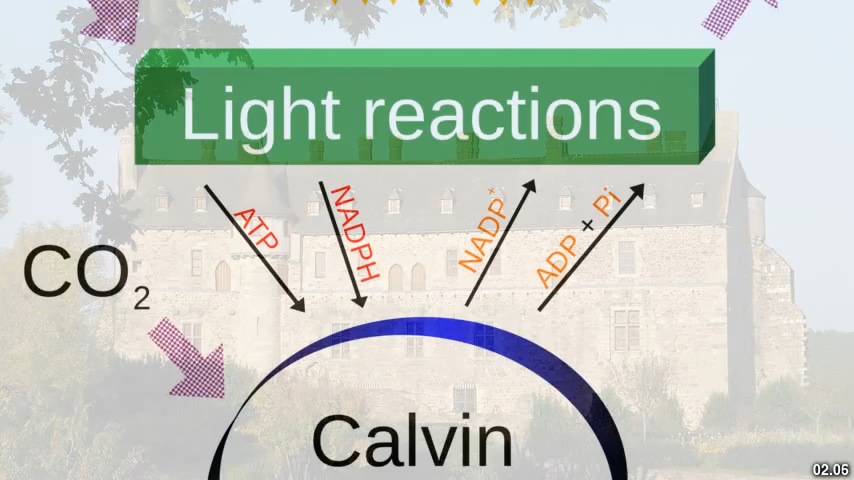 Light reactions
ATP
NADPH
NADP⁺
ADP + Pi
CO₂
Calvin
02.06